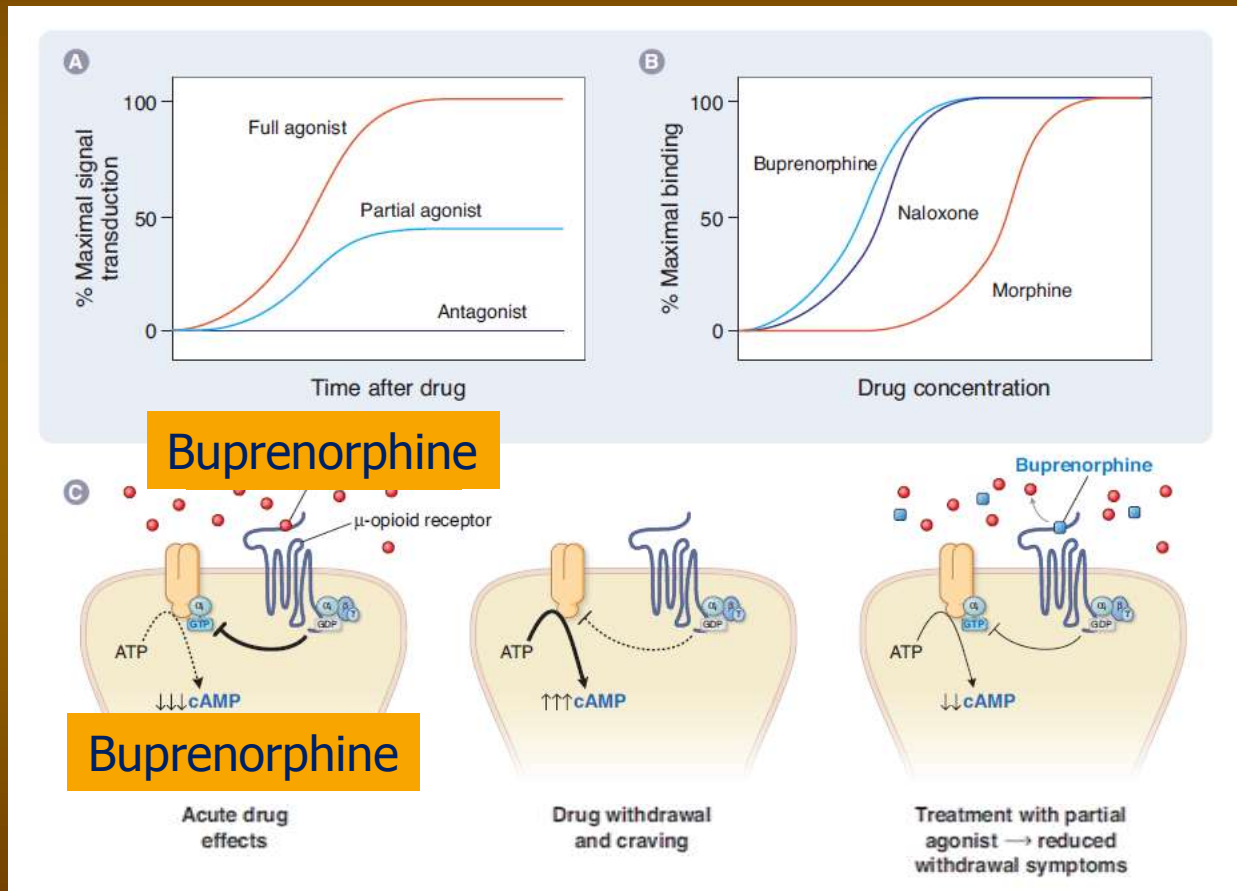 A
% Maximal signal
transduction
100
50
0
Full agonist
Partial agonist
Antagonist
Time after drug
B
% Maximal binding
100
50
0
Buprenorphine
Naloxone
Morphine
Drug concentration
Buprenorphine
C
μ-opioid receptor
αi
GTP
αi
β
γ
GDP
ATP
↓↓↓cAMP
Buprenorphine
Acute drug
effects
αi
β
γ
GDP
ATP
↑↑↑cAMP
Drug withdrawal
and craving
Buprenorphine
αi
GTP
αi
β
γ
GDP
ATP
↓↓cAMP
Treatment with partial
agonist → reduced
withdrawal symptoms